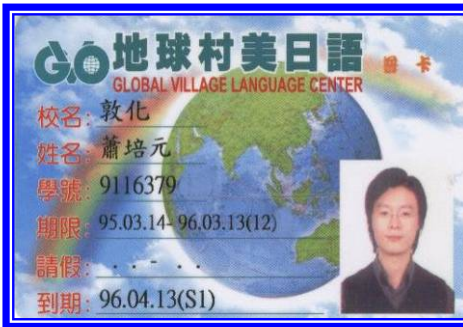 GO 地球村美日語
GLOBAL VILLAGE LANGUAGE CENTER
校名: 敦化
姓名: 蕭培元
學號: 9116379
期限: 95.03.14- 96.03.13(12)
請假: . . - . .
到期: 96.04.13(S1)